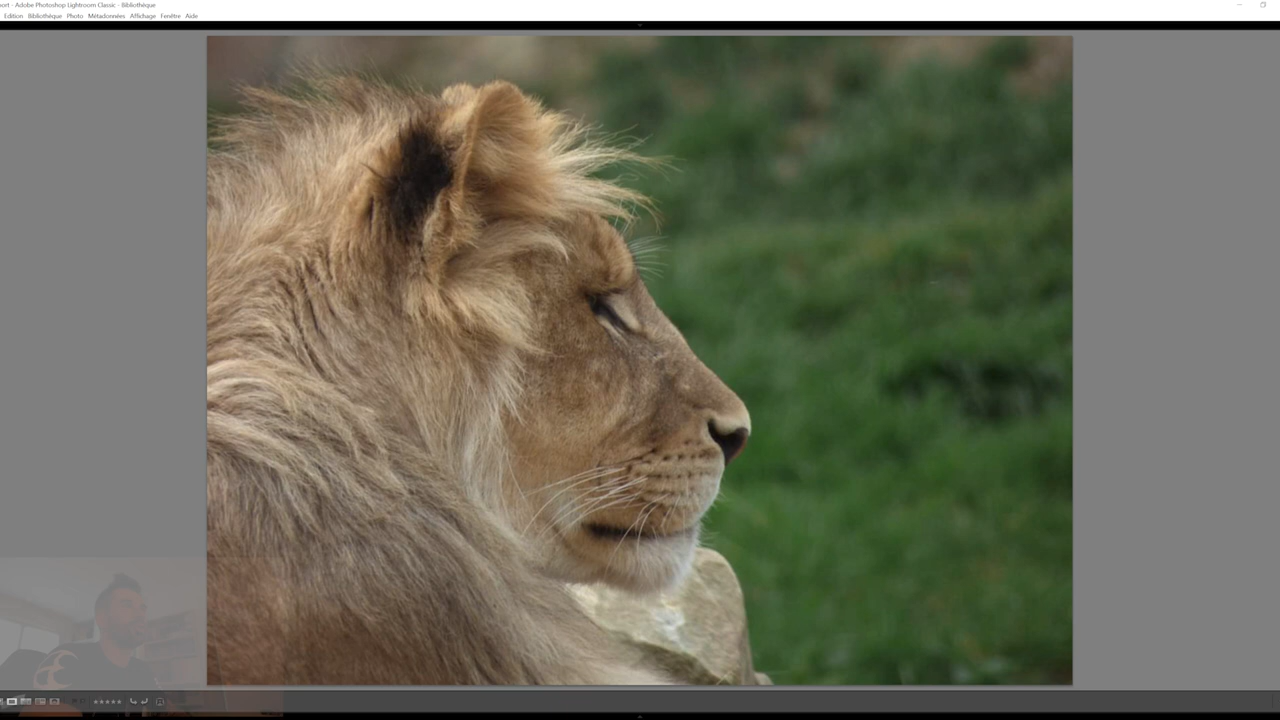 ort - Adobe Photoshop Lightroom Classic - Bibliothèque
Edition Bibliothèque Photo Métadonnées Affichage Fenêtre Aide